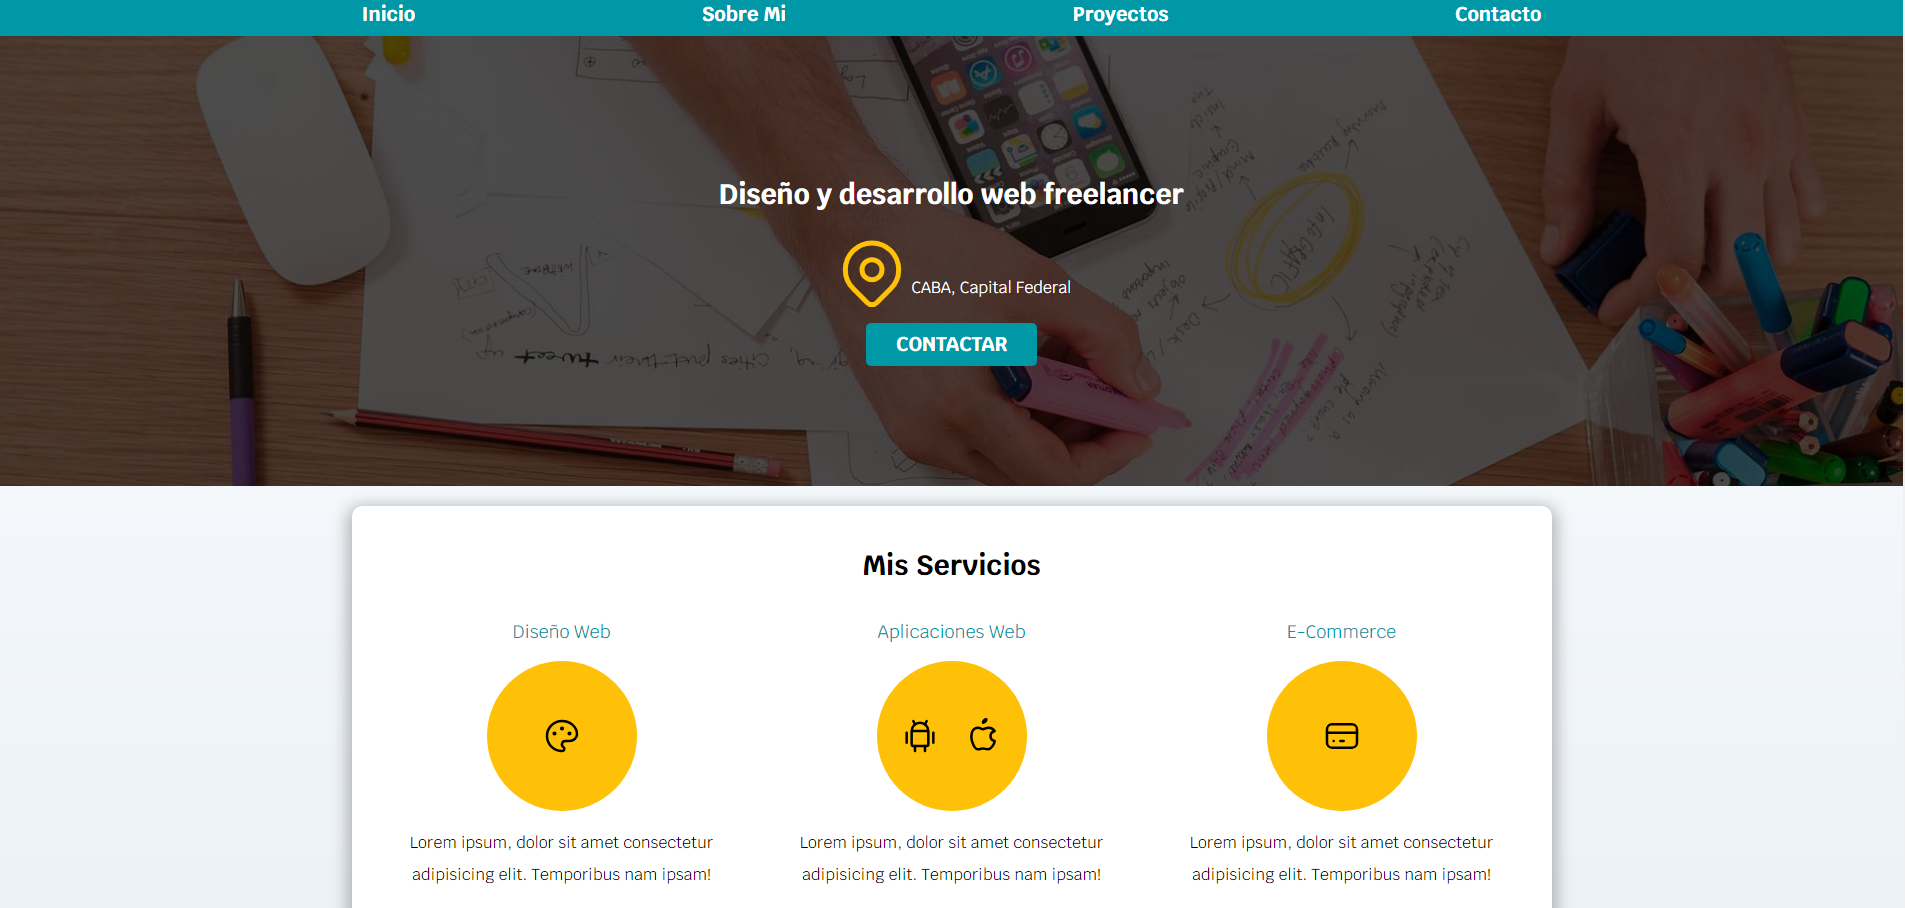 Inicio
Sobre Mi
Proyectos
Contacto
Diseño y desarrollo web freelancer
CABA, Capital Federal
CONTACTAR
Mis Servicios
Diseño Web
Aplicaciones Web
E-Commerce
Lorem ipsum, dolor sit amet consectetur
adipisicing elit. Temporibus nam ipsam!
Lorem ipsum, dolor sit amet consectetur
adipisicing elit. Temporibus nam ipsam!
Lorem ipsum, dolor sit amet consectetur
adipisicing elit. Temporibus nam ipsam!